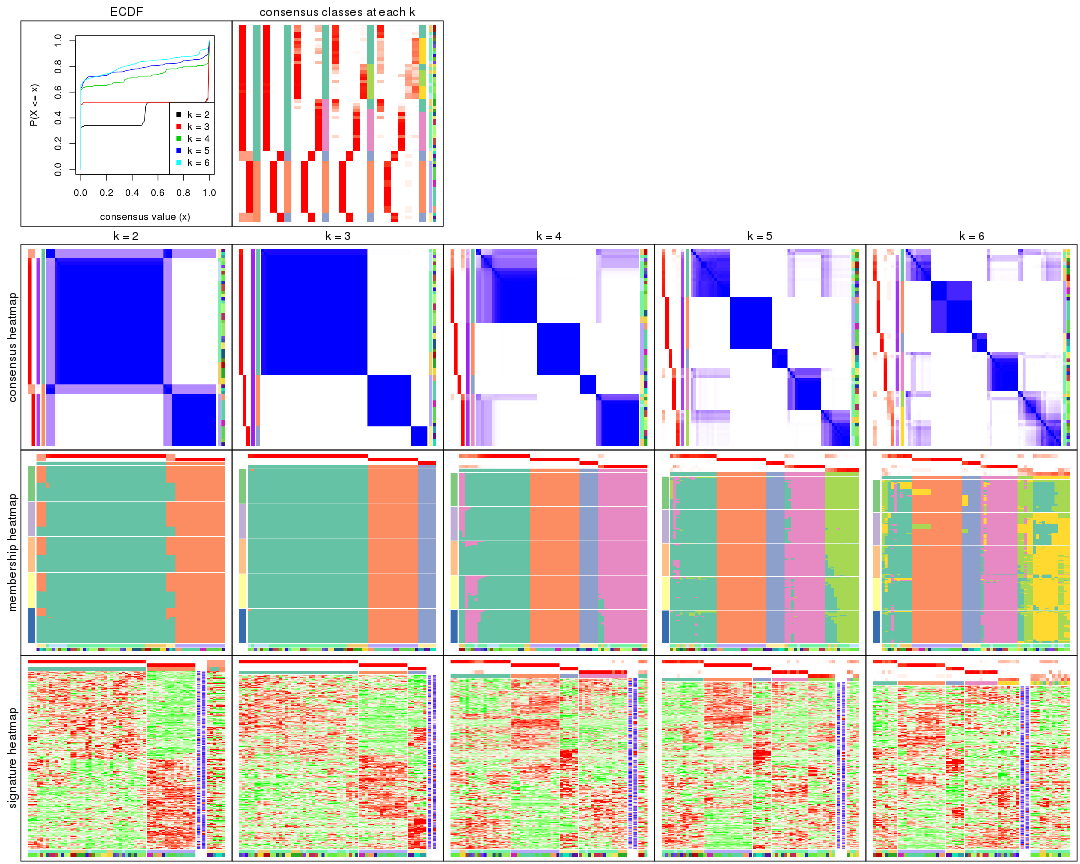 ECDF
consensus classes at each k
P(X <= x)
0.0
0.2
0.4
0.6
0.8
1.0
k = 2
k = 3
k = 4
k = 5
k = 6
0.0 0.2 0.4 0.6 0.8 1.0
consensus value (x)
k = 2
k = 3
k = 4
k = 5
k = 6
consensus heatmap
membership heatmap
signature heatmap